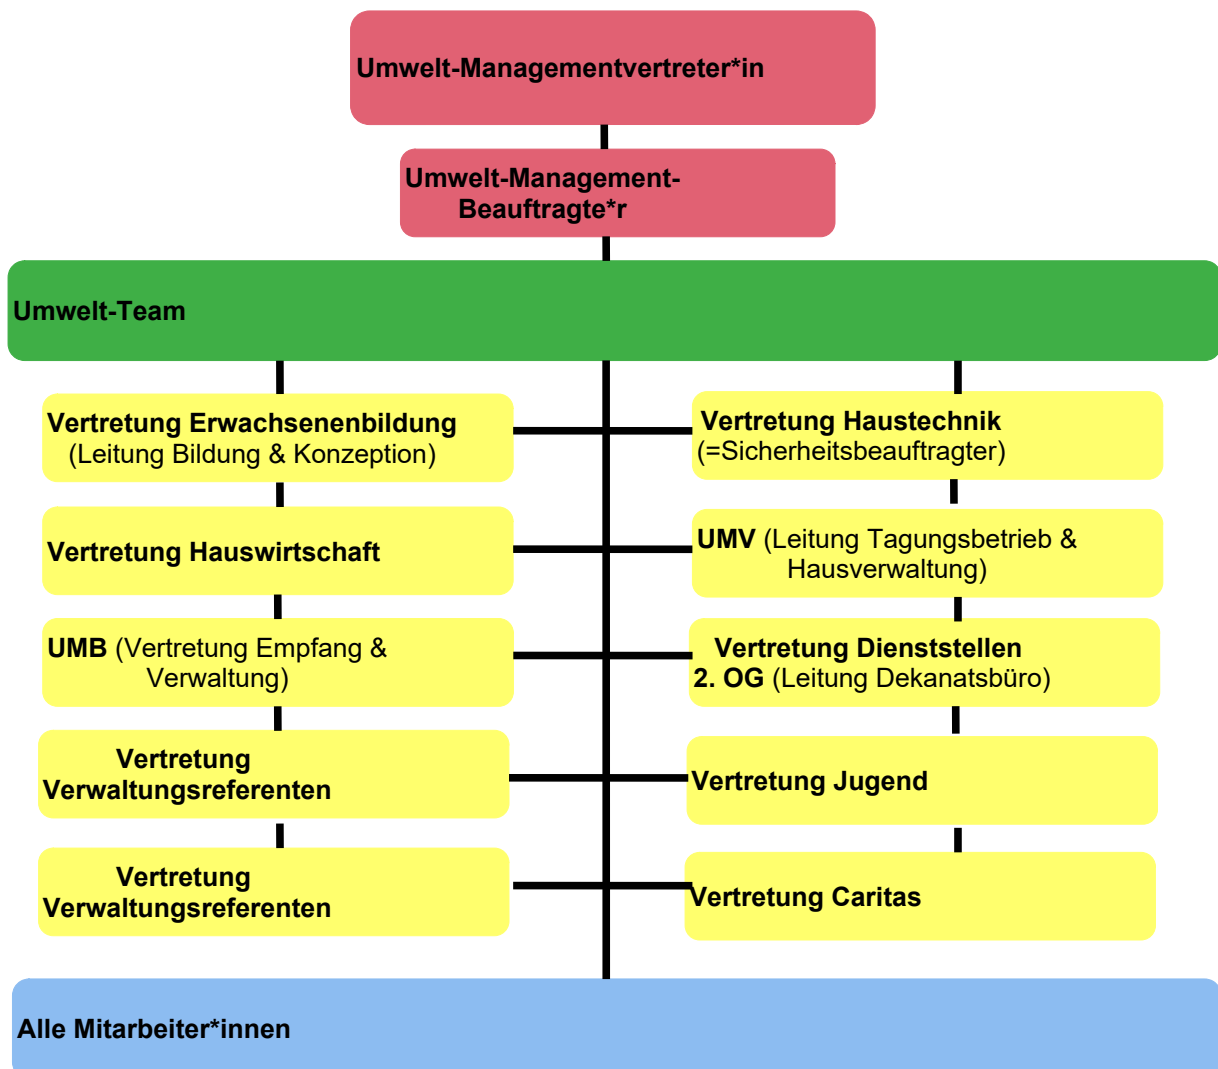 Umwelt-Managementvertreter*in
Umwelt-Management-
Beauftragte*r
Umwelt-Team
Vertretung Erwachsenenbildung
(Leitung Bildung & Konzeption)
Vertretung Haustechnik
(=Sicherheitsbeauftragter)
Vertretung Hauswirtschaft
UMV (Leitung Tagungsbetrieb &
Hausverwaltung)
UMB (Vertretung Empfang &
Verwaltung)
Vertretung Dienststellen
2. OG (Leitung Dekanatsbüro)
Vertretung
Verwaltungsreferenten
Vertretung Jugend
Vertretung
Verwaltungsreferenten
Vertretung Caritas
Alle Mitarbeiter*innen